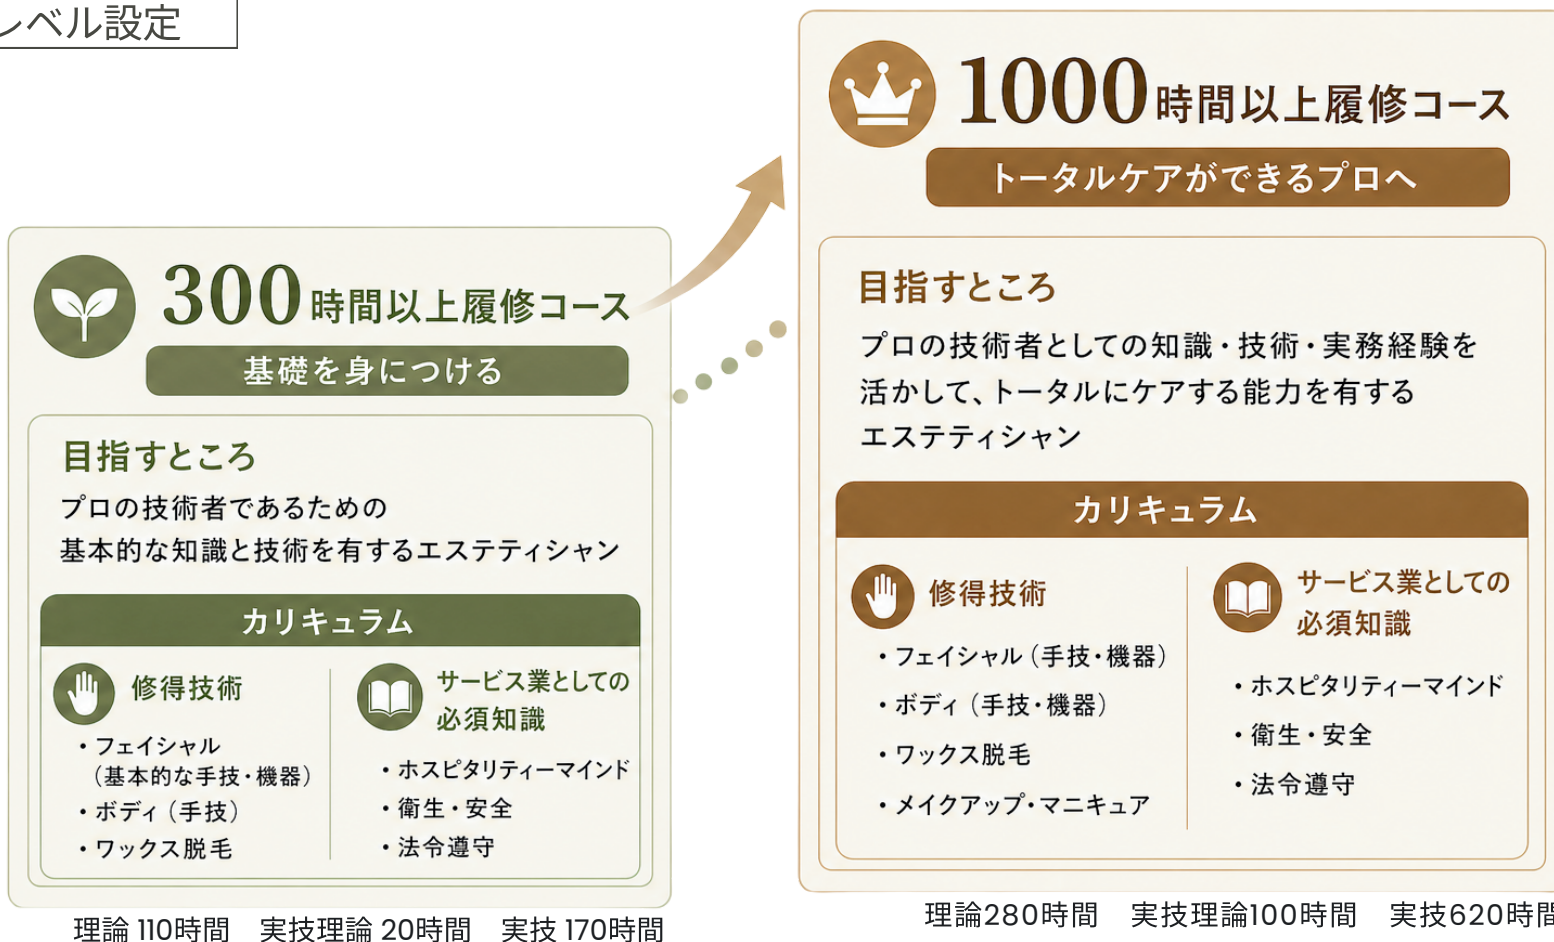 レベル設定
300時間以上履修コース
基礎を身につける
目指すところ
プロの技術者であるための
基本的な知識と技術を有するエステティシャン
カリキュラム
修得技術
・フェイシャル
（基本的な手技・機器）
・ボディ（手技）
・ワックス脱毛
サービス業としての
必須知識
・ホスピタリティーマインド
・衛生・安全
・法令遵守
理論 110時間　実技理論 20時間　実技 170時間
1000時間以上履修コース
トータルケアができるプロへ
目指すところ
プロの技術者としての知識・技術・実務経験を
活かして、トータルにケアする能力を有する
エステティシャン
カリキュラム
修得技術
・フェイシャル（手技・機器）
・ボディ（手技・機器）
・ワックス脱毛
・メイクアップ・マニキュア
サービス業としての
必須知識
・ホスピタリティーマインド
・衛生・安全
・法令遵守
理論280時間　実技理論100時間　実技620時間